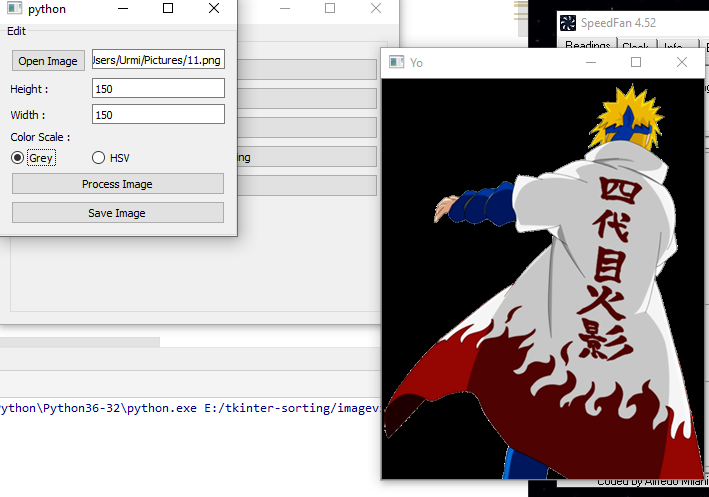 python
Edit
Open Image
Jsers/Urmi/Pictures/11.png
Height :
150
Width :
150
Color Scale :
Grey
HSV
Process Image
Save Image
ing
ython\Python36-32\python.exe E:/tkinter-sorting/imagev
Yo
四
代
目
火
影
SpeedFan 4.52
Readings
Clock
Info
Coded by Alfredo Milani